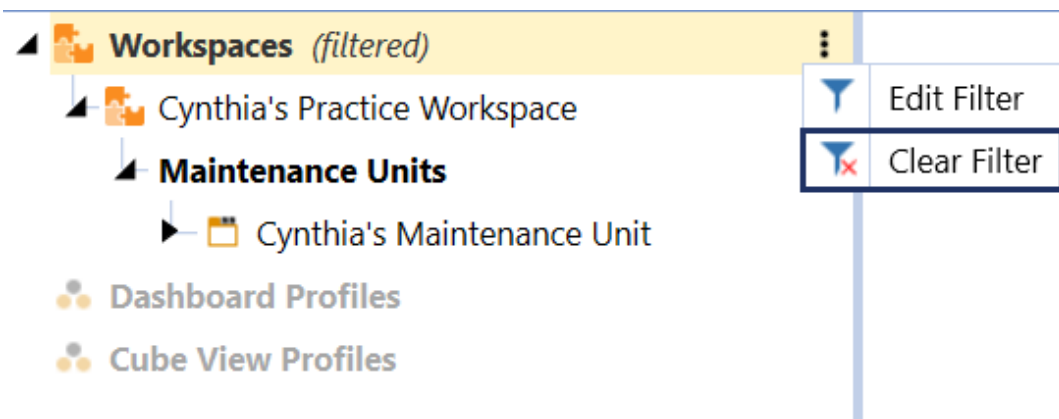 Workspaces (filtered)
Edit Filter
Cynthia's Practice Workspace
Clear Filter
Maintenance Units
Cynthia's Maintenance Unit
Dashboard Profiles
Cube View Profiles